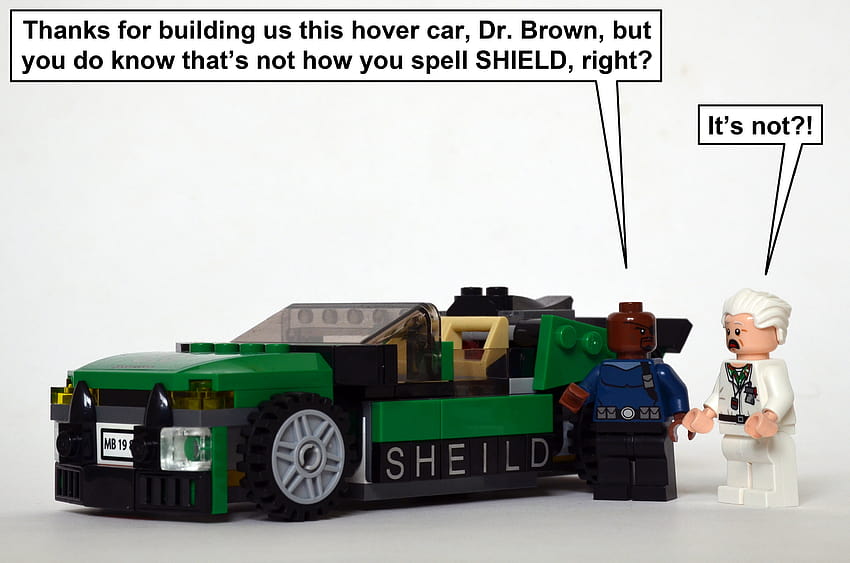 Thanks for building us this hover car, Dr. Brown, but
you do know that's not how you spell SHIELD, right?
It's not?!
MB 19
SHEILD